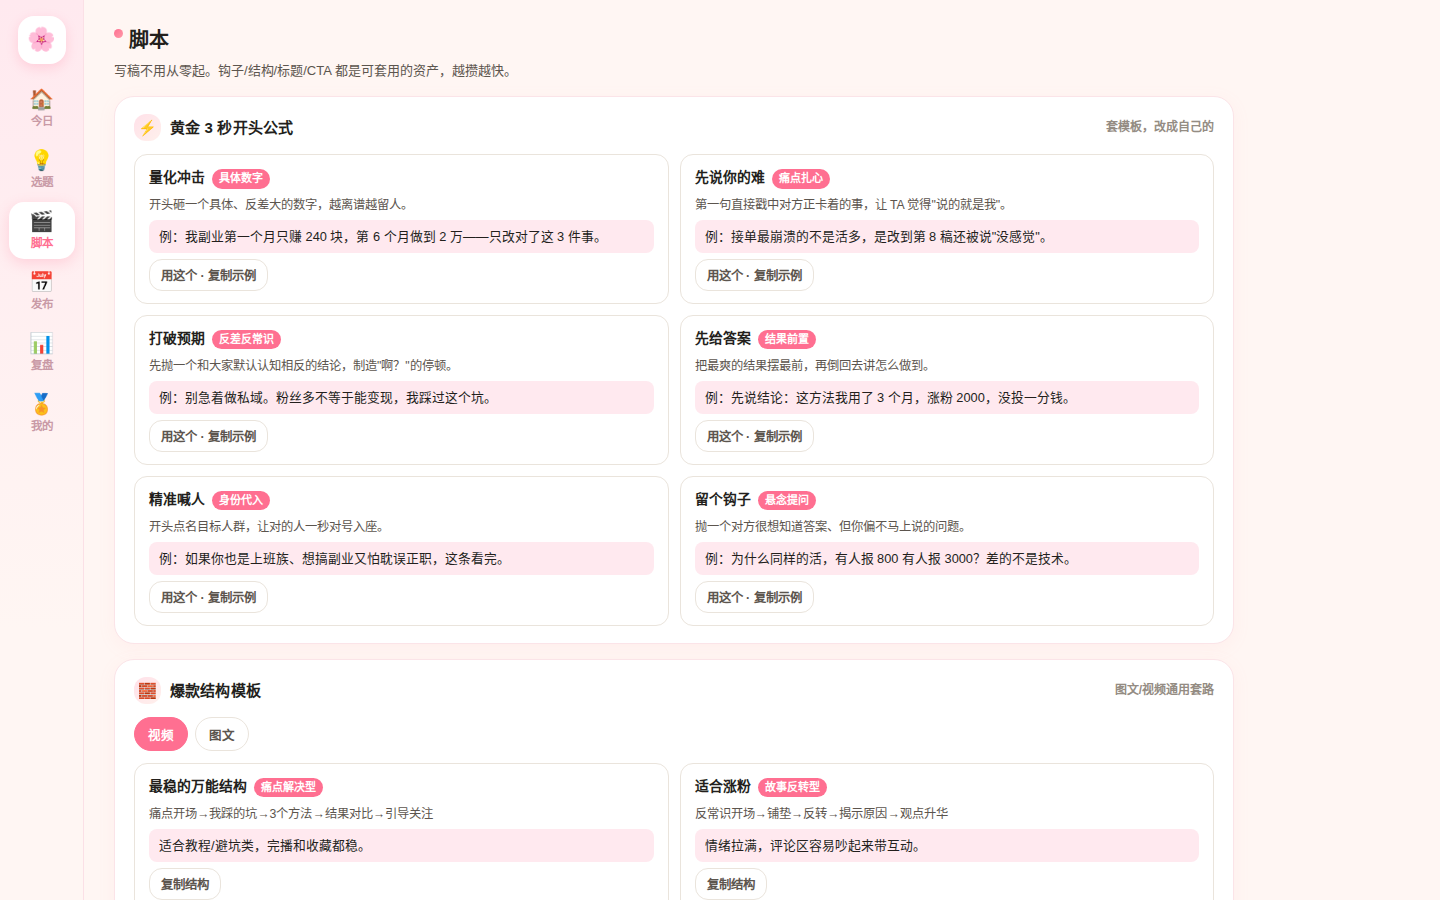 今日
选题
脚本
发布
复盘
我的
脚本
写稿不用从零起。钩子/结构/标题/CTA 都是可套用的资产，越攒越快。
黄金 3 秒开头公式
套模板，改成自己的
量化冲击 具体数字
开头砸一个具体、反差大的数字，越离谱越留人。
例：我副业第一个月只赚 240 块，第 6 个月做到 2 万——只改对了这 3 件事。
用这个 · 复制示例
先说你的难 痛点扎心
第一句直接戳中对方正卡着的事，让 TA 觉得"说的就是我"。
例：接单最崩溃的不是活多，是改到第 8 稿还被说"没感觉"。
用这个 · 复制示例
打破预期 反差反常识
先抛一个和大家默认认知相反的结论，制造"啊？"的停顿。
例：别急着做私域。粉丝多不等于能变现，我踩过这个坑。
用这个 · 复制示例
先给答案 结果前置
把最爽的结果摆最前，再倒回去讲怎么做到。
例：先说结论：这方法我用了 3 个月，涨粉 2000，没投一分钱。
用这个 · 复制示例
精准喊人 身份代入
开头点名目标人群，让对的人一秒对号入座。
例：如果你也是上班族、想搞副业又怕耽误正职，这条看完。
用这个 · 复制示例
留个钩子 悬念提问
抛一个对方很想知道答案、但你偏不马上说的问题。
例：为什么同样的活，有人报 800 有人报 3000？差的不是技术。
用这个 · 复制示例
爆款结构模板
图文/视频通用套路
视频
图文
最稳的万能结构 痛点解决型
痛点开场→我踩的坑→3个方法→结果对比→引导关注
适合教程/避坑类，完播和收藏都稳。
复制结构
适合涨粉 故事反转型
反常识开场→铺垫→反转→揭示原因→观点升华
情绪拉满，评论区容易吵起来带互动。
复制结构